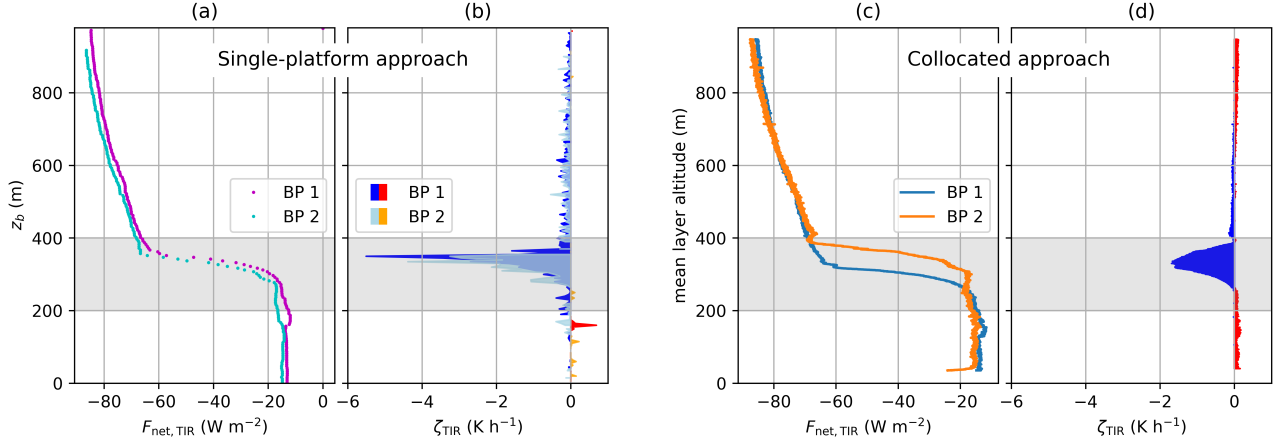 (a)
(b)
(c)
(d)
Single-platform approach
Collocated approach
z_b (m)
800
600
400
200
0
BP 1
BP 2
BP 1
BP 2
−80 −60 −40 −20 0
F_net, TIR (W m⁻²)
−6 −4 −2 0
ζ_TIR (K h⁻¹)
mean layer altitude (m)
800
600
400
200
0
BP 1
BP 2
−80 −60 −40 −20
F_net, TIR (W m⁻²)
−6 −4 −2 0
ζ_TIR (K h⁻¹)